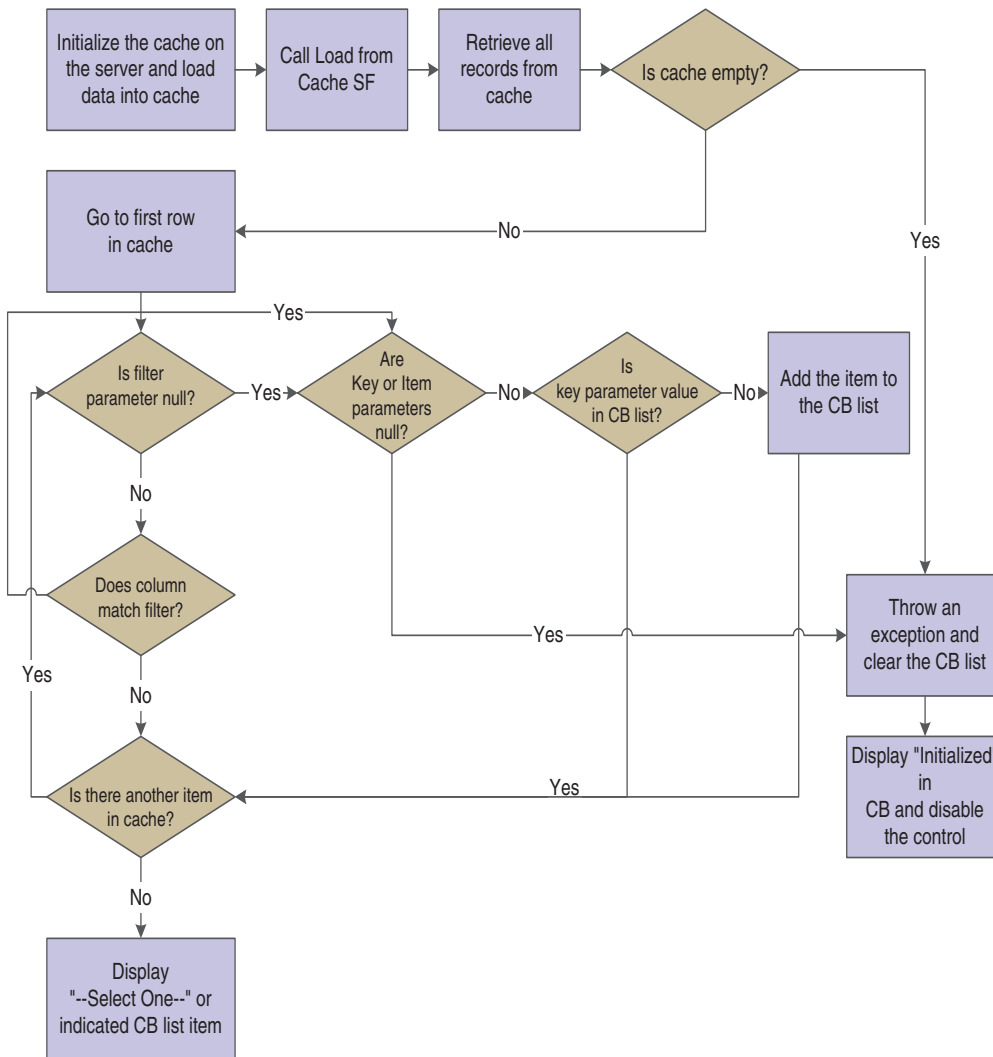 Initialize the cache on
the server and load
data into cache
Call Load from
Cache SF
Retrieve all
records from
cache
Is cache empty?
Go to first row
in cache
No
Yes
Yes
Is filter
parameter null?
Yes
Are
Key or Item
parameters
null?
No
Is
key parameter value
in CB list?
No
Add the item to
the CB list
No
Does column
match filter?
Yes
Throw an
exception and
clear the CB list
Yes
No
Is there another item
in cache?
Yes
Display "Initialized
in
CB and disable
the control
No
Display
"--Select One--" or
indicated CB list item